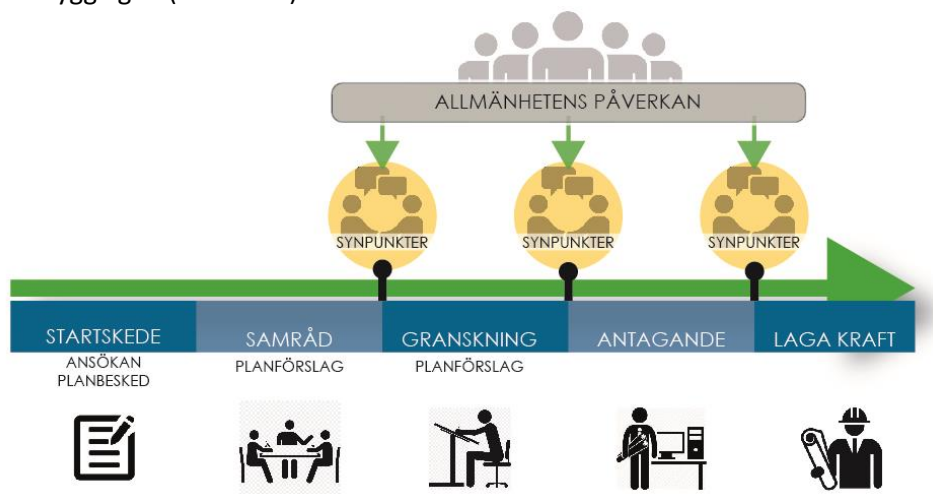 ALLMÄNHETENS PÅVERKAN
SYNPUNKTER
SYNPUNKTER
SYNPUNKTER
STARTSKEDE
SAMRÅD
GRANSKNING
ANTAGANDE
LAGA KRAFT
ANSÖKAN
PLANBESKED
PLANFÖRSLAG
PLANFÖRSLAG